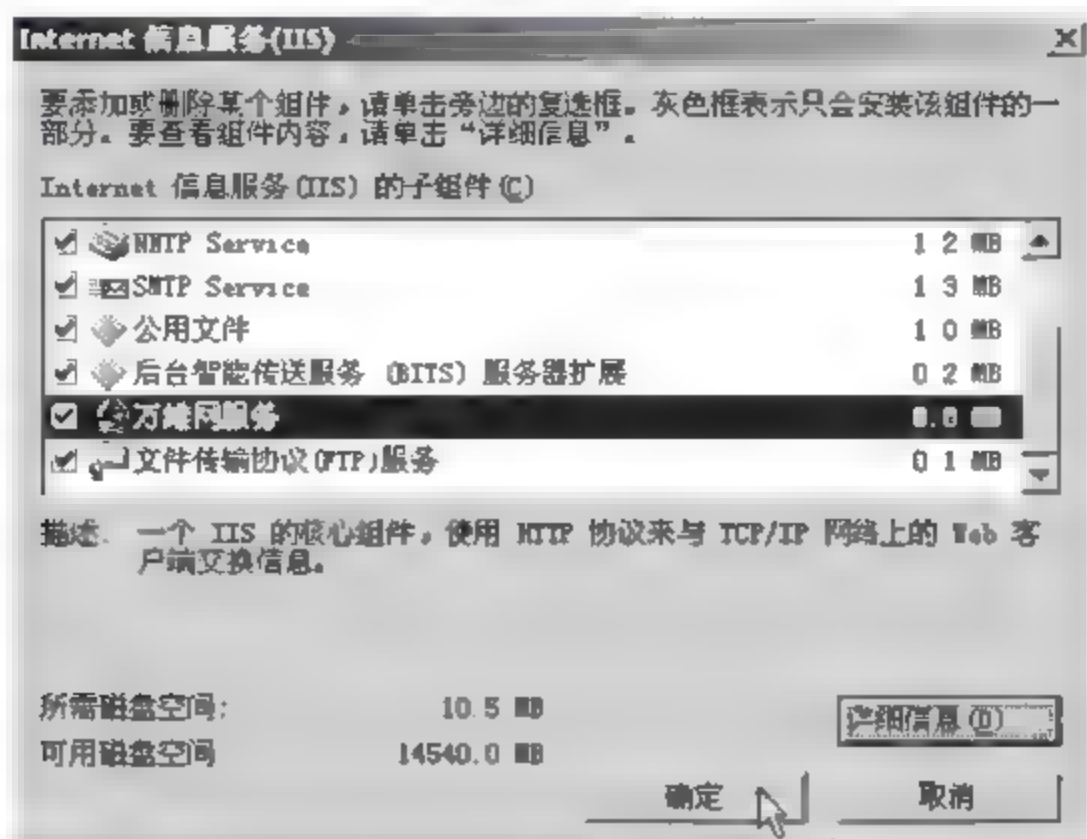 Internet 信息服务(IIS)
要添加或删除某个组件，请单击旁边的复选框。灰色框表示只会安装该组件的一
部分。要查看组件内容，请单击“详细信息”。
Internet 信息服务(IIS) 的子组件(C)
NNTP Service 1 2 MB
SMTP Service 1 3 MB
公用文件 1 0 MB
后台智能传送服务 (BITS) 服务器扩展 0 2 MB
万维网服务
文件传输协议(FTP)服务 0 1 MB
描述. 一个 IIS 的核心组件，使用 HTTP 协议来与 TCP/IP 网络上的 Web 客
户端交换信息。
所需磁盘空间: 10.5 MB
详细信息(D)
可用磁盘空间 14540.0 MB
确定 取消